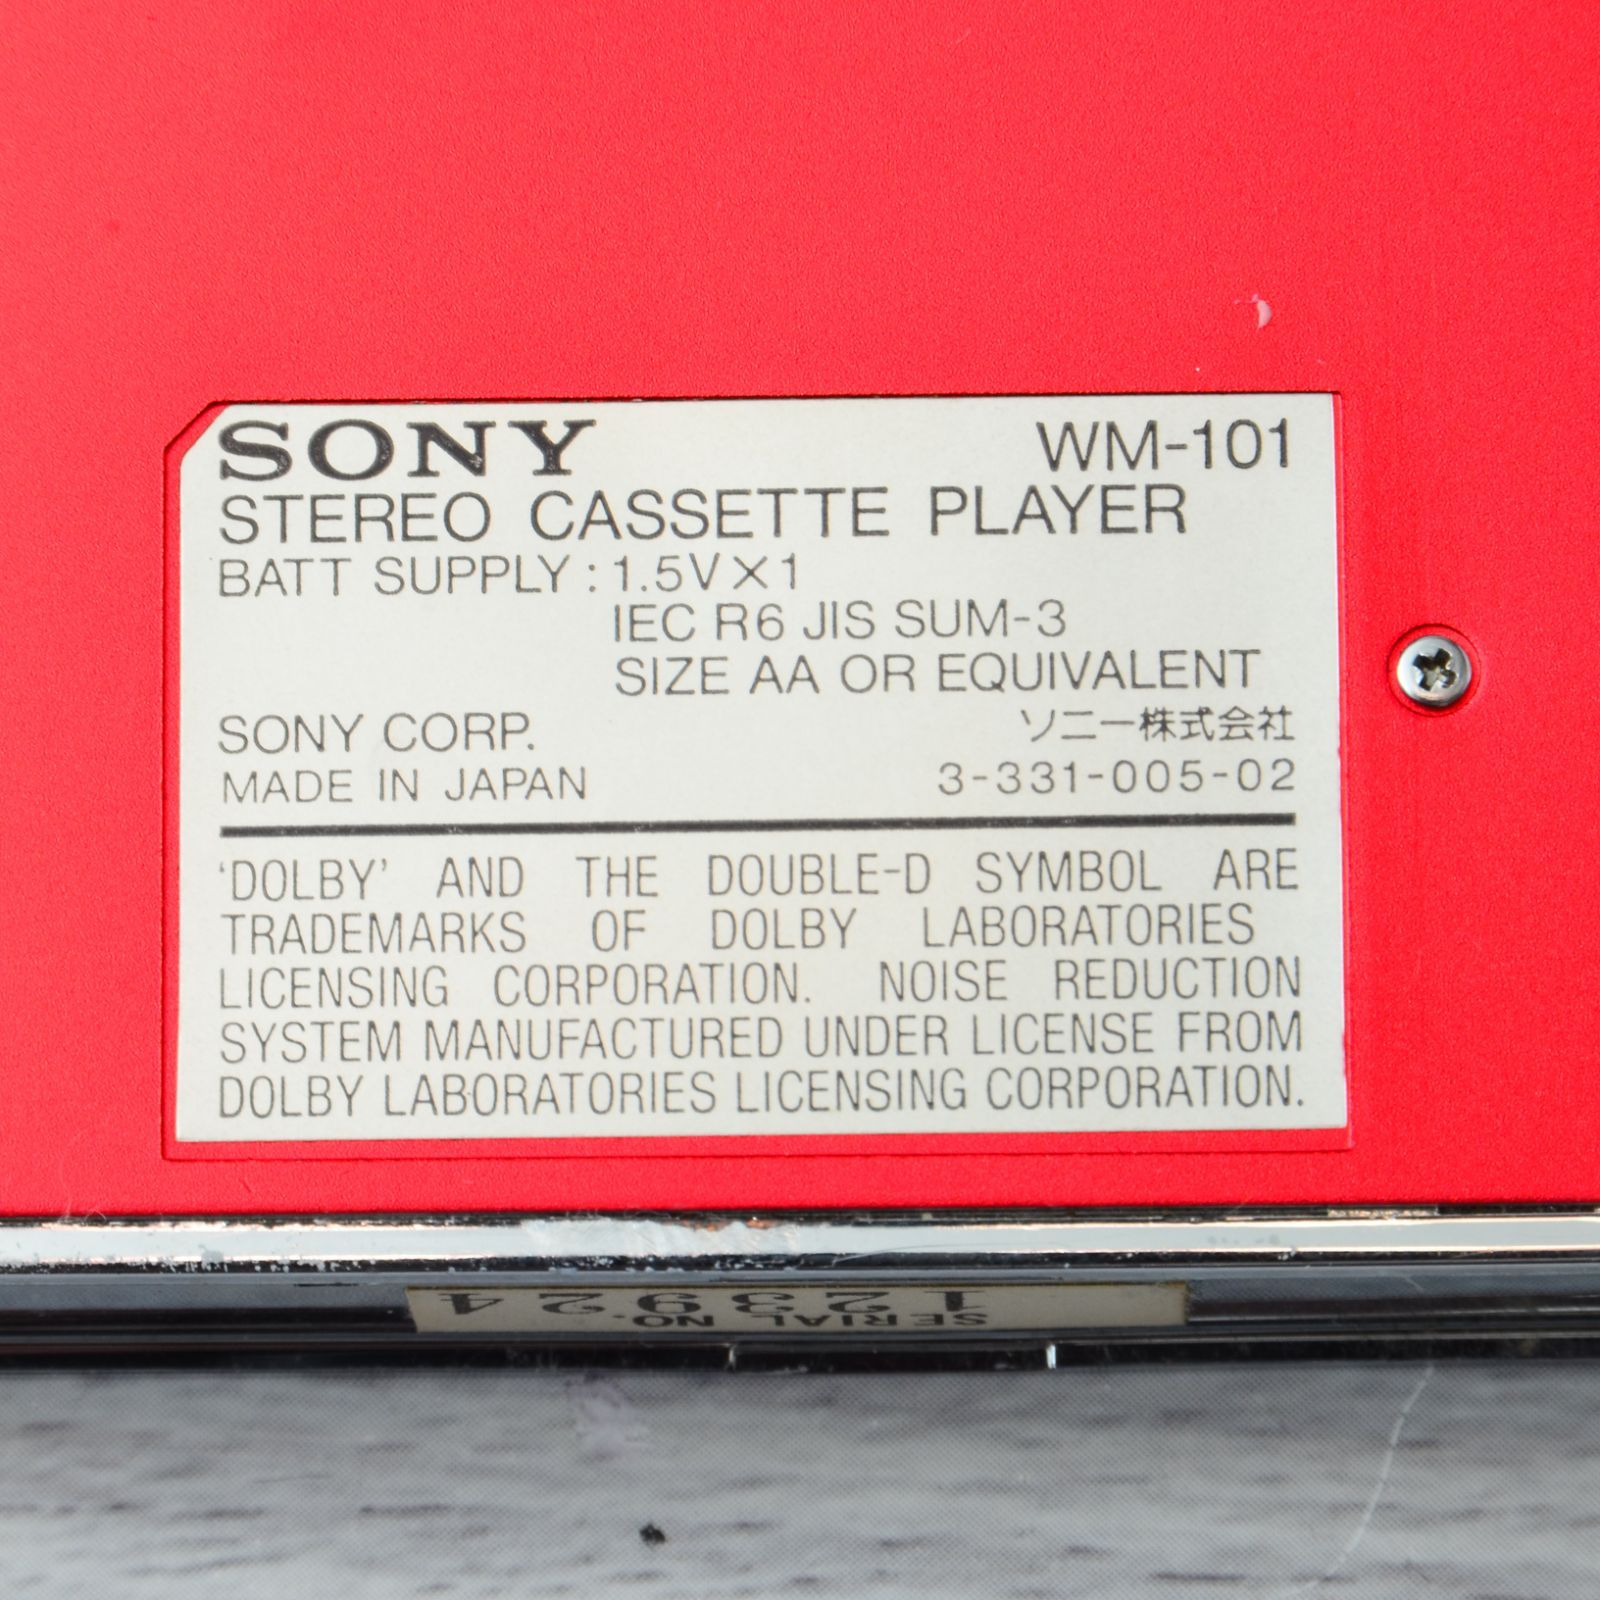 SONY WM-101
STEREO CASSETTE PLAYER
BATT SUPPLY : 1.5V×1
IEC R6 JIS SUM-3
SIZE AA OR EQUIVALENT
SONY CORP. ソニー株式会社
MADE IN JAPAN 3-331-005-02
'DOLBY' AND THE DOUBLE-D SYMBOL ARE
TRADEMARKS OF DOLBY LABORATORIES
LICENSING CORPORATION. NOISE REDUCTION
SYSTEM MANUFACTURED UNDER LICENSE FROM
DOLBY LABORATORIES LICENSING CORPORATION.
SERIAL NO.
123924